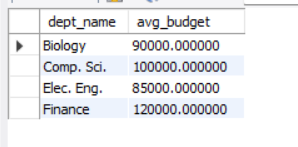 dept_name avg_budget
Biology 90000.000000
Comp. Sci. 100000.000000
Elec. Eng. 85000.000000
Finance 120000.000000